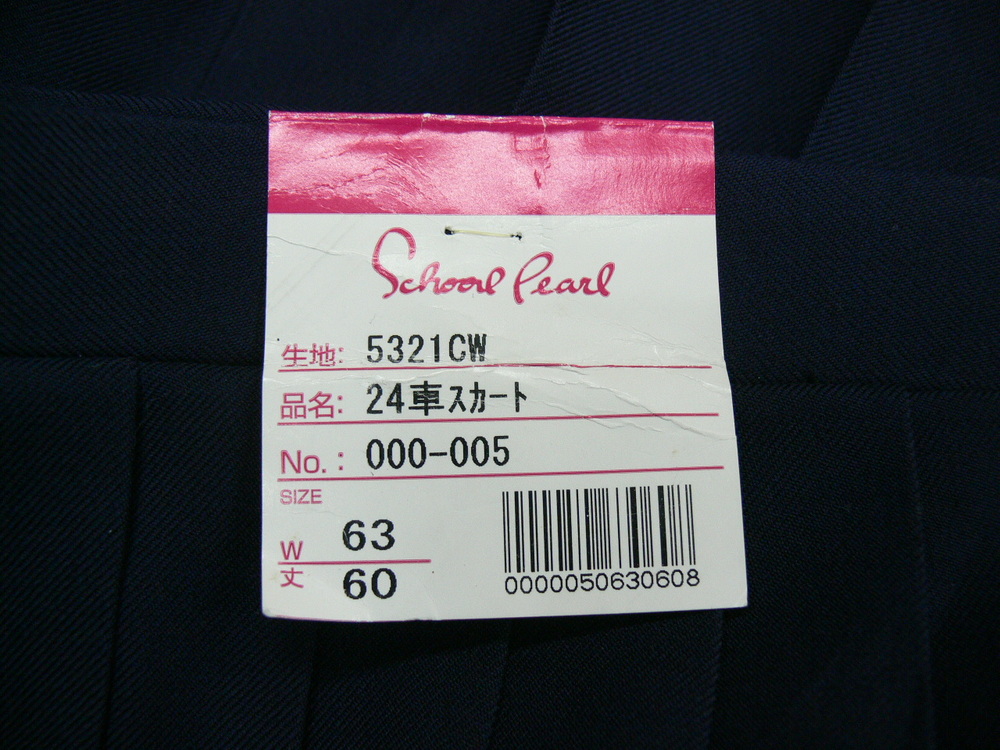 School Pearl
生地: 5321CW
品名: 24車スカート
No.: 000-005
SIZE
W 63
丈 60
0000050630608